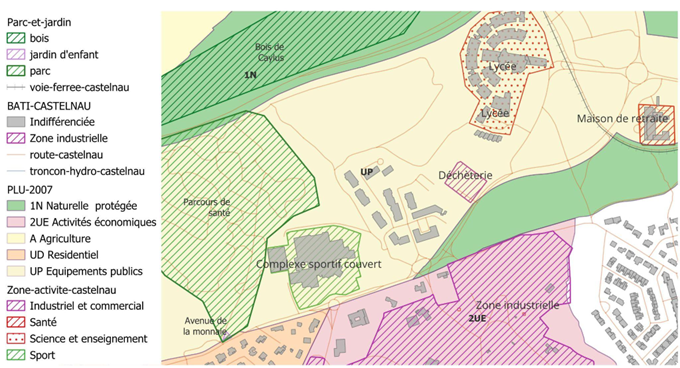 Parc-et-jardin
bois
jardin d'enfant
parc
voie-ferree-castelnau
BATI-CASTELNAU
Indifférenciée
Zone industrielle
route-castelnau
troncon-hydro-castelnau
PLU-2007
1N Naturelle protégée
2UE Activités économiques
A Agriculture
UD Residentiel
UP Equipements publics
Zone-activite-castelnau
Industriel et commercial
Santé
Science et enseignement
Sport
Bois de
Caylus
1N
Lycée
Lycée
Maison de retraite
UP
Déchèterie
Parcours de
santé
Complexe sportif couvert
Zone industrielle
2UE
Avenue de
la monnaie